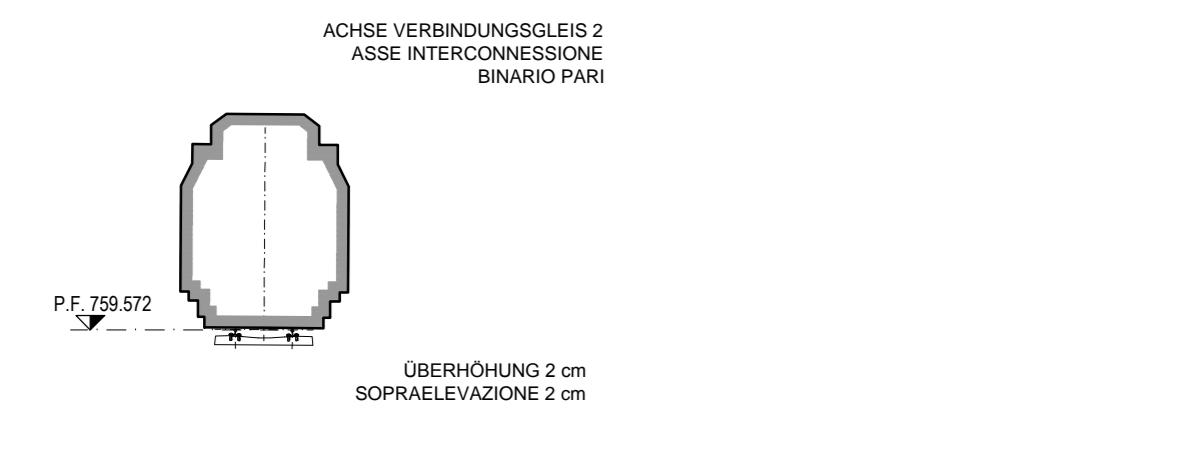 ACHSE VERBINDUNGSGLEIS 2
ASSE INTERCONNESSIONE
BINARIO PARI
P.F. 759.572
ÜBERHÖHUNG 2 cm
SOPRAELEVAZIONE 2 cm